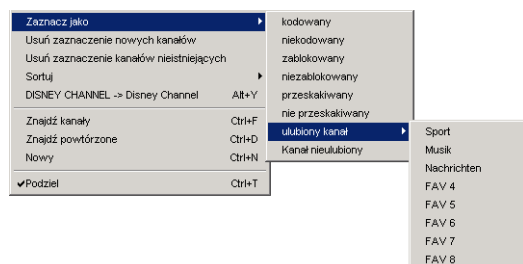 Zaznacz jako
Usuń zaznaczenie nowych kanałów
Usuń zaznaczenie kanałów nieistniejących
Sortuj
DISNEY CHANNEL -> Disney Channel Alt+Y
Znajdź kanały Ctrl+F
Znajdź powtórzone Ctrl+D
Nowy Ctrl+N
Podziel Ctrl+T
kodowany
niekodowany
zablokowany
niezablokowany
przeskakiwany
nie przeskakiwany
ulubiony kanał
Kanał nieulubiony
Sport
Musik
Nachrichten
FAV 4
FAV 5
FAV 6
FAV 7
FAV 8